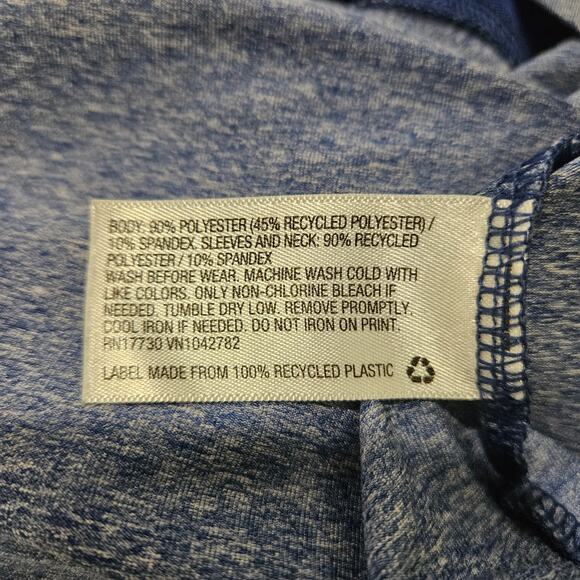 BODY: 90% POLYESTER (45% RECYCLED POLYESTER) /
10% SPANDEX. SLEEVES AND NECK: 90% RECYCLED
POLYESTER / 10% SPANDEX
WASH BEFORE WEAR. MACHINE WASH COLD WITH
LIKE COLORS. ONLY NON-CHLORINE BLEACH IF
NEEDED. TUMBLE DRY LOW. REMOVE PROMPTLY.
COOL IRON IF NEEDED. DO NOT IRON ON PRINT.
RN17730 VN1042782
LABEL MADE FROM 100% RECYCLED PLASTIC